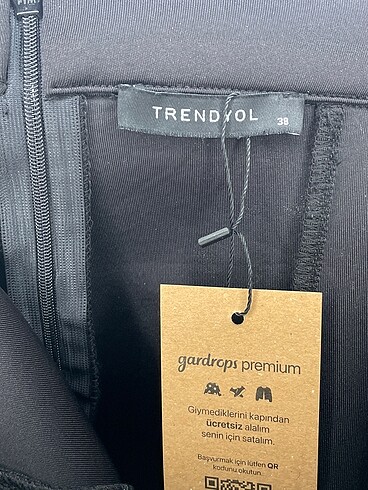 TRENDYOL
38
gardrops premium
Giymediklerini kapından
ücretsiz alalım
senin için satalım.
Başvurmak için lütfen QR
kodunu okutun.